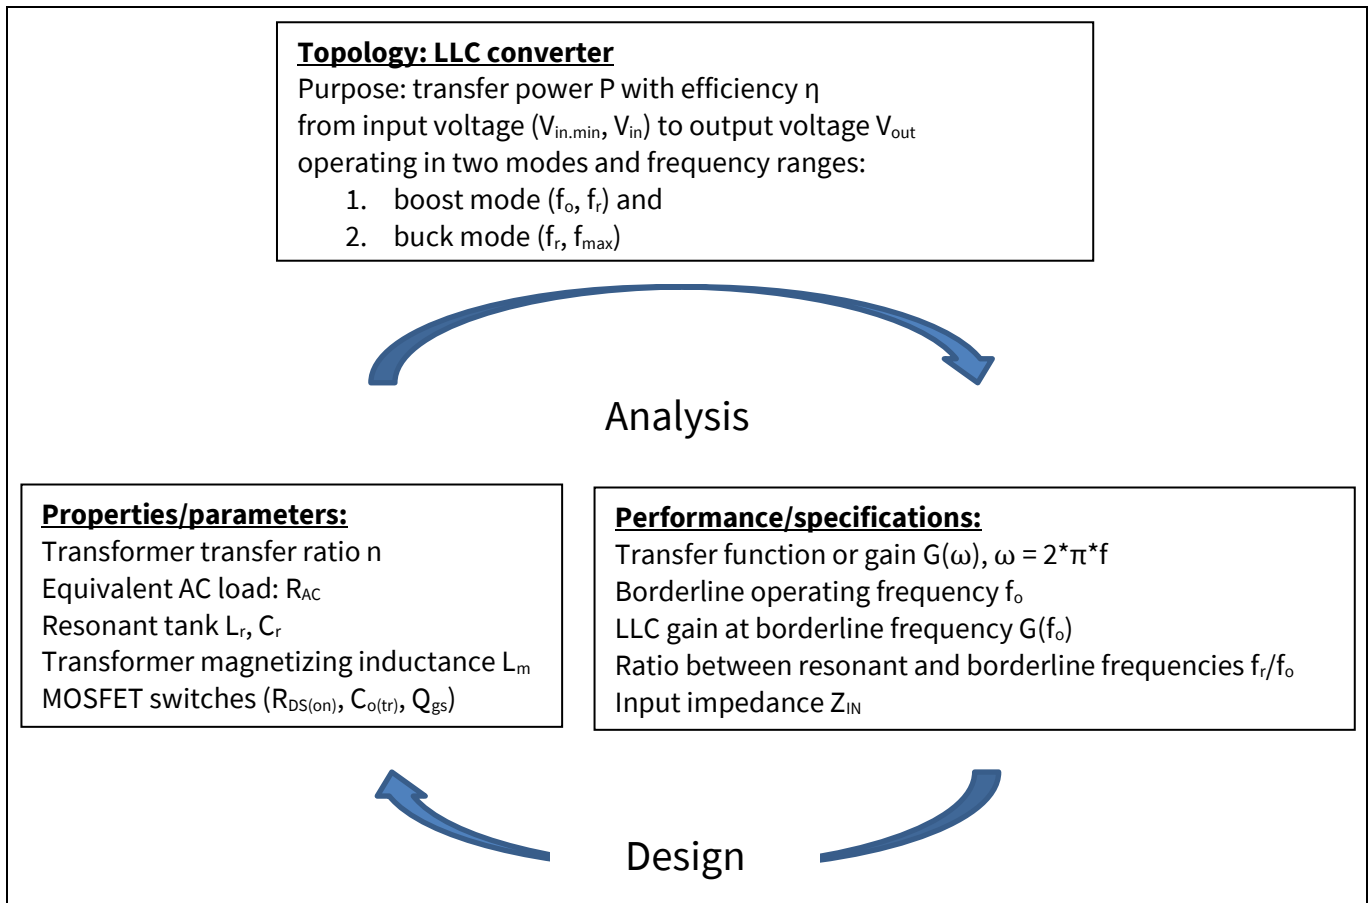 Topology: LLC converter
Purpose: transfer power P with efficiency η
from input voltage (Vin.min, Vin) to output voltage Vout
operating in two modes and frequency ranges:
1. boost mode (fo, fr) and
2. buck mode (fr, fmax)
Analysis
Properties/parameters:
Transformer transfer ratio n
Equivalent AC load: RAC
Resonant tank Lr, Cr
Transformer magnetizing inductance Lm
MOSFET switches (RDS(on), Co(tr), Qgs)
Performance/specifications:
Transfer function or gain G(ω), ω = 2*π*f
Borderline operating frequency fo
LLC gain at borderline frequency G(fo)
Ratio between resonant and borderline frequencies fr/fo
Input impedance ZIN
Design